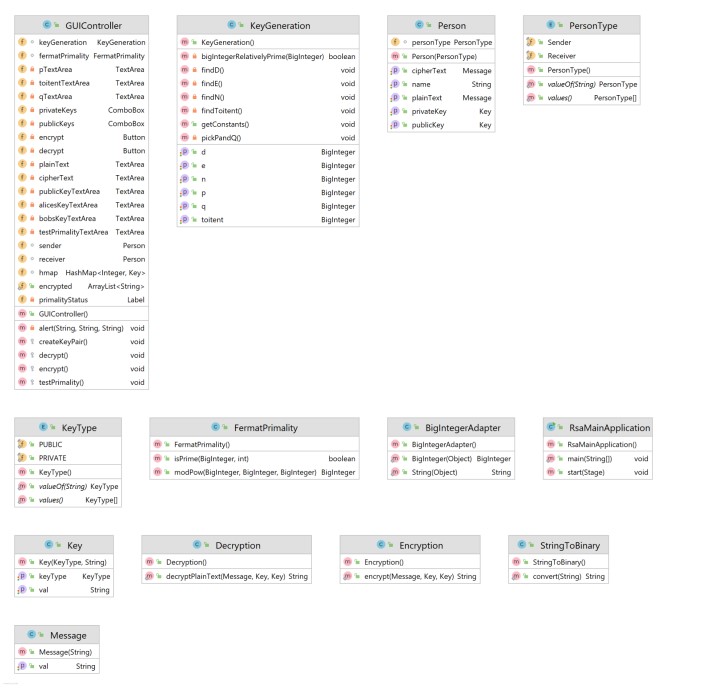 GUIController
keyGeneration KeyGeneration
fermatPrimality FermatPrimality
pTextArea TextArea
toitentTextArea TextArea
qTextArea TextArea
privateKeys ComboBox
publicKeys ComboBox
encrypt Button
decrypt Button
plainText TextArea
cipherText TextArea
publicKeyTextArea TextArea
alicesKeyTextArea TextArea
bobsKeyTextArea TextArea
testPrimalityTextArea TextArea
sender Person
receiver Person
hmap HashMap<Integer, Key>
encrypted ArrayList<String>
primalityStatus Label
GUIController()
alert(String, String, String) void
createKeyPair() void
decrypt() void
encrypt() void
testPrimality() void
KeyGeneration
KeyGeneration()
bigIntegerRelativelyPrime(BigInteger) boolean
findD() void
findE() void
findN() void
findToitent() void
getConstants() void
pickPandQ() void
d BigInteger
e BigInteger
n BigInteger
p BigInteger
q BigInteger
toitent BigInteger
Person
personType PersonType
Person(PersonType)
cipherText Message
name String
plainText Message
privateKey Key
publicKey Key
PersonType
Sender
Receiver
PersonType()
valueOf(String) PersonType
values() PersonType[]
KeyType
PUBLIC
PRIVATE
KeyType()
valueOf(String) KeyType
values() KeyType[]
FermatPrimality
FermatPrimality()
isPrime(BigInteger, int) boolean
modPow(BigInteger, BigInteger, BigInteger) BigInteger
BigIntegerAdapter
BigIntegerAdapter()
BigInteger(Object) BigInteger
String(Object) String
RsaMainApplication
RsaMainApplication()
main(String[]) void
start(Stage) void
Key
Key(KeyType, String)
keyType KeyType
val String
Decryption
Decryption()
decryptPlainText(Message, Key, Key) String
Encryption
Encryption()
encrypt(Message, Key, Key) String
StringToBinary
StringToBinary()
convert(String) String
Message
Message(String)
val String